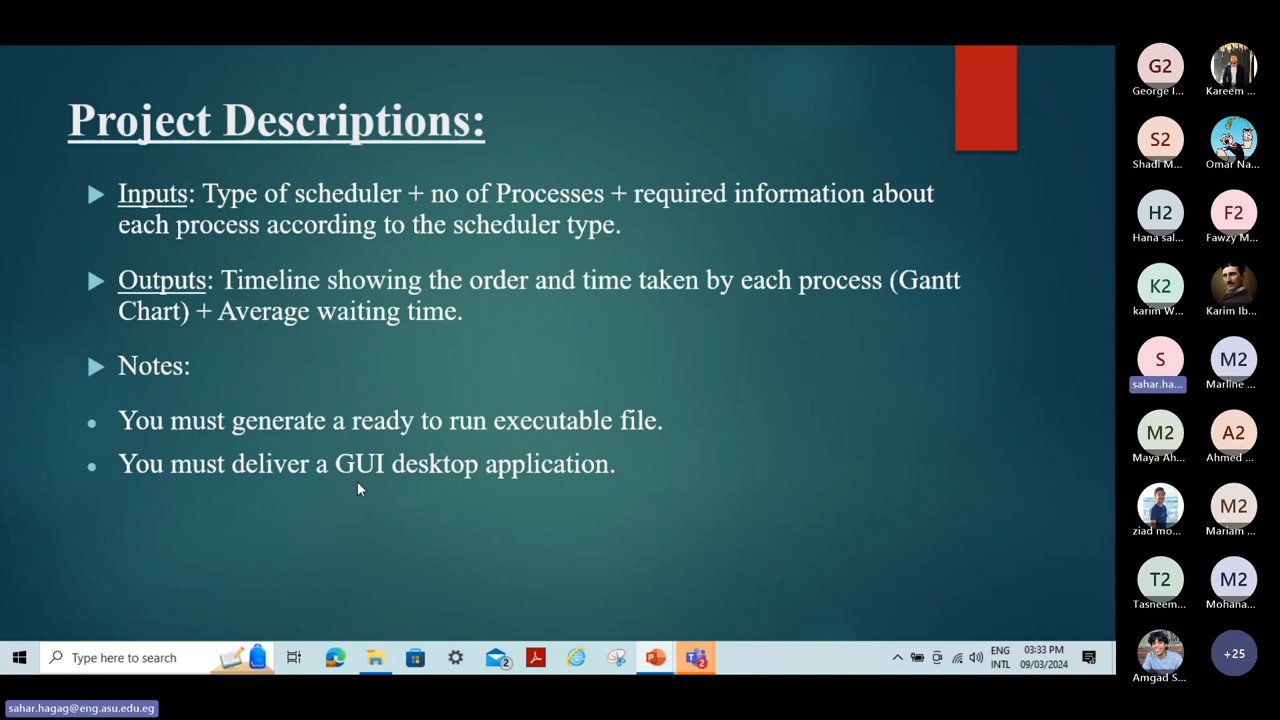 Project Descriptions:
Inputs: Type of scheduler + no of Processes + required information about
each process according to the scheduler type.
Outputs: Timeline showing the order and time taken by each process (Gantt
Chart) + Average waiting time.
Notes:
You must generate a ready to run executable file.
You must deliver a GUI desktop application.
G2
George I...
Kareem ...
S2
Shadi M...
Omar Na...
H2
Hana sal...
F2
Fawzy M...
K2
karim W...
Karim Ib...
S
sahar.ha...
M2
Marline ...
M2
Maya Ah...
A2
Ahmed ...
ziad mo...
M2
Mariam ...
T2
Tasneem...
M2
Mohana...
Amgad S...
+25
Type here to search
2
2
ENG
INTL
03:33 PM
09/03/2024
sahar.hagag@eng.asu.edu.eg